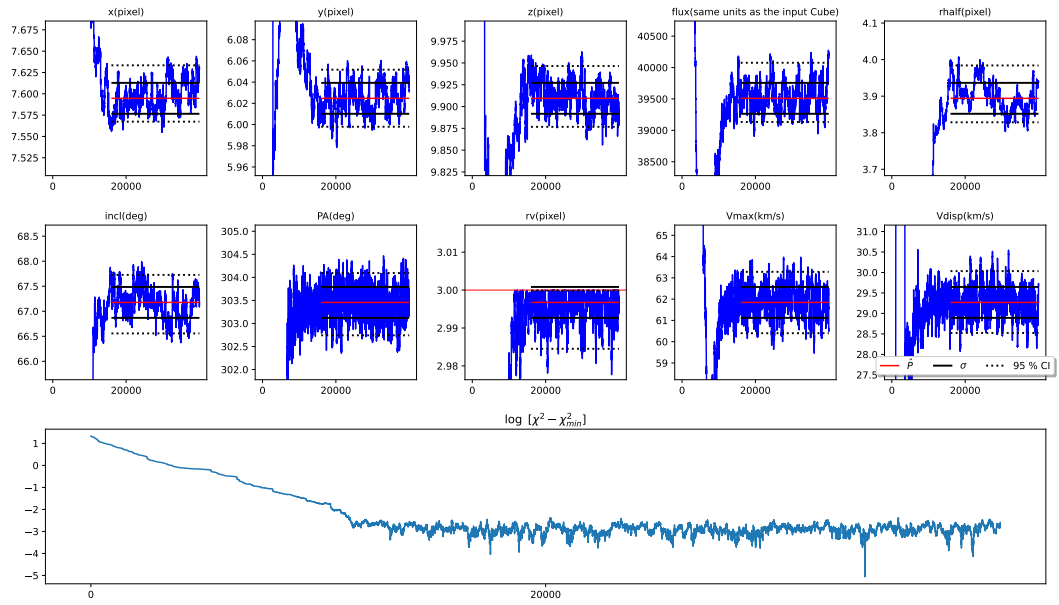 x(pixel) y(pixel) z(pixel) flux(same units as the input Cube) rhalf(pixel)
7.675 7.650 7.625 7.600 7.575 7.550 7.525
6.08 6.06 6.04 6.02 6.00 5.98 5.96
9.975 9.950 9.925 9.900 9.875 9.850 9.825
40500 40000 39500 39000 38500
4.1 4.0 3.9 3.8 3.7
0 20000 0 20000 0 20000 0 20000 0 20000
incl(deg) PA(deg) rv(pixel) Vmax(km/s) Vdisp(km/s)
68.5 68.0 67.5 67.0 66.5 66.0
305.0 304.5 304.0 303.5 303.0 302.5 302.0
3.01 3.00 2.99 2.98
65 64 63 62 61 60 59
31.0 30.5 30.0 29.5 29.0 28.5 28.0 27.5
P̂ σ 95 % CI
0 20000 0 20000 0 20000 0 20000 0 20000
log [χ² − χ²min]
1
0
−1
−2
−3
−4
−5
0 20000